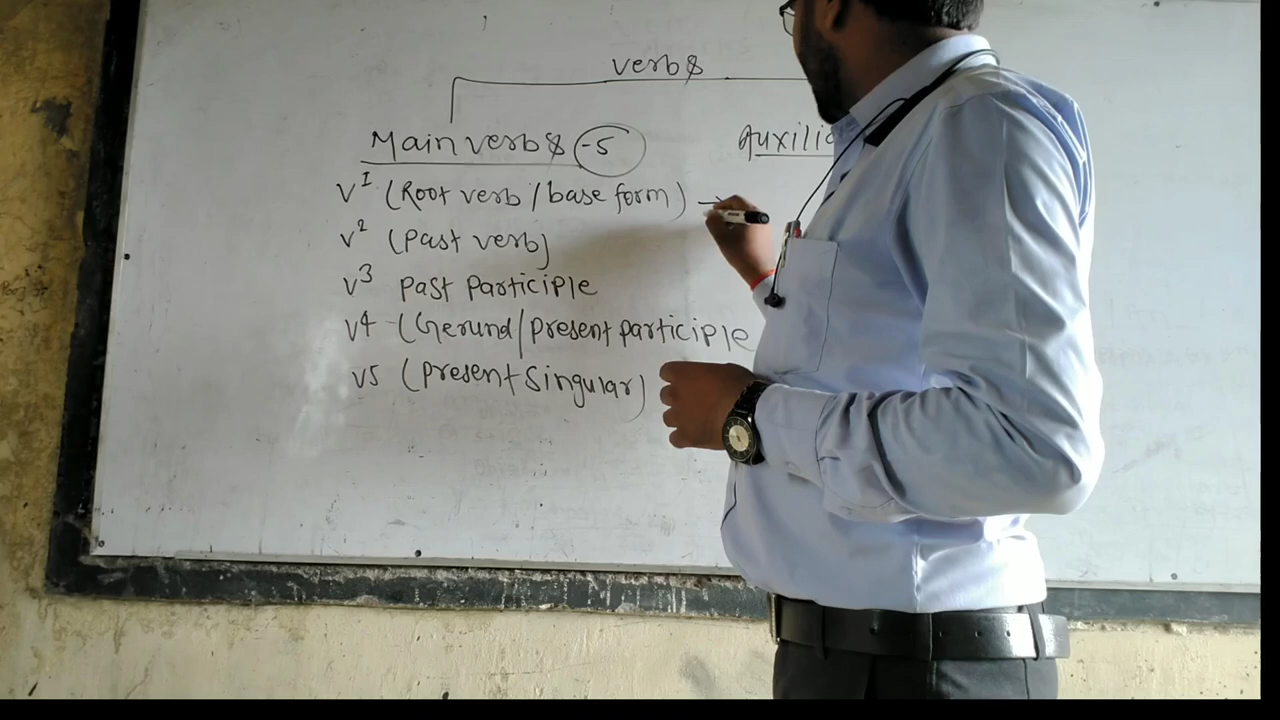 verbs
Main verbs -5
Auxilia
V1 (Root verb / base form) →
V2 (Past verb)
V3 Past Participle
V4 - (Gerund / Present participle
V5 (Present Singular)